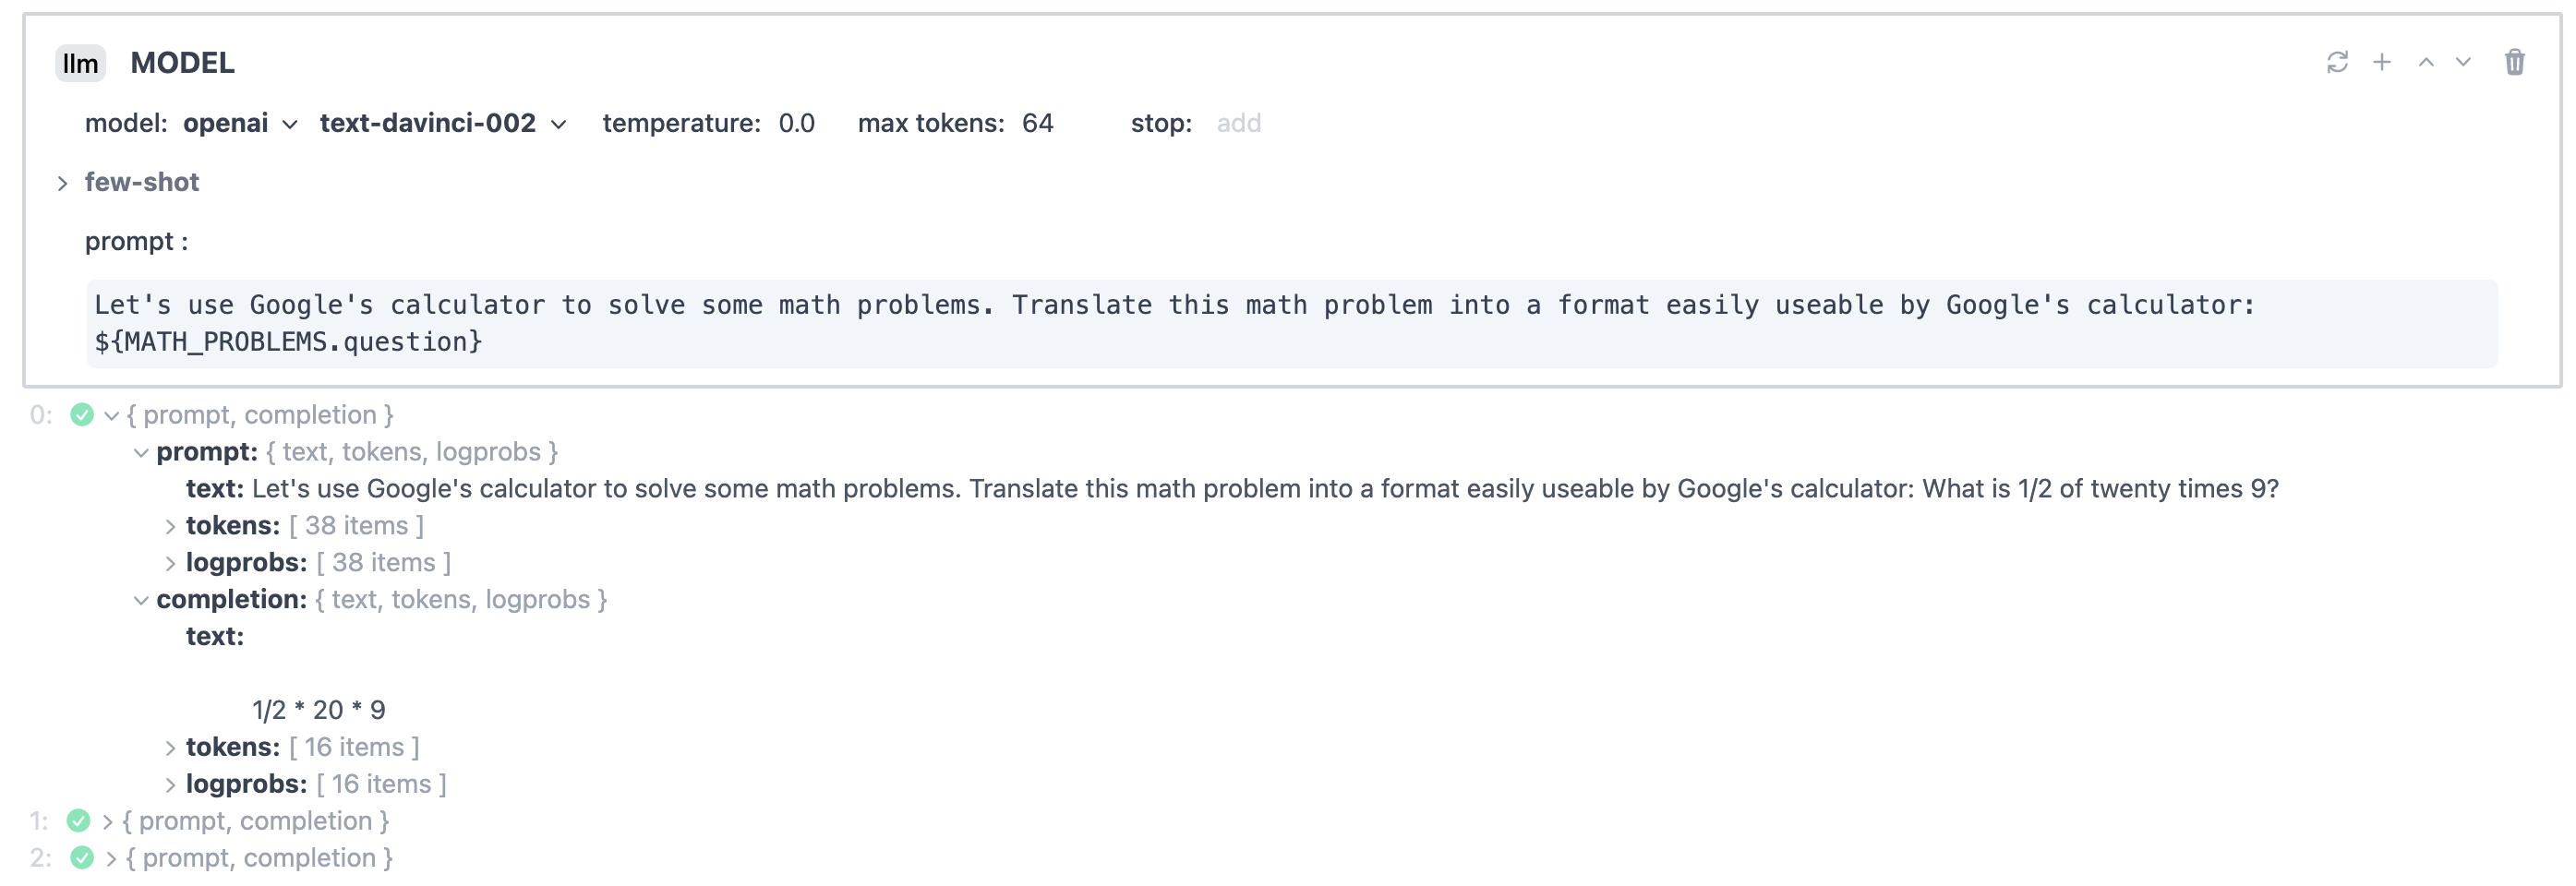 llm MODEL
model: openai text-davinci-002 temperature: 0.0 max tokens: 64 stop: add
few-shot
prompt :
Let's use Google's calculator to solve some math problems. Translate this math problem into a format easily useable by Google's calculator:
${MATH_PROBLEMS.question}
0: { prompt, completion }
prompt: { text, tokens, logprobs }
text: Let's use Google's calculator to solve some math problems. Translate this math problem into a format easily useable by Google's calculator: What is 1/2 of twenty times 9?
tokens: [ 38 items ]
logprobs: [ 38 items ]
completion: { text, tokens, logprobs }
text:
1/2 * 20 * 9
tokens: [ 16 items ]
logprobs: [ 16 items ]
1: { prompt, completion }
2: { prompt, completion }